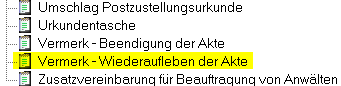 Umschlag Postzustellungsurkunde
Urkundentasche
Vermerk - Beendigung der Akte
Vermerk - Wiederaufleben der Akte
Zusatzvereinbarung für Beauftragung von Anwälten